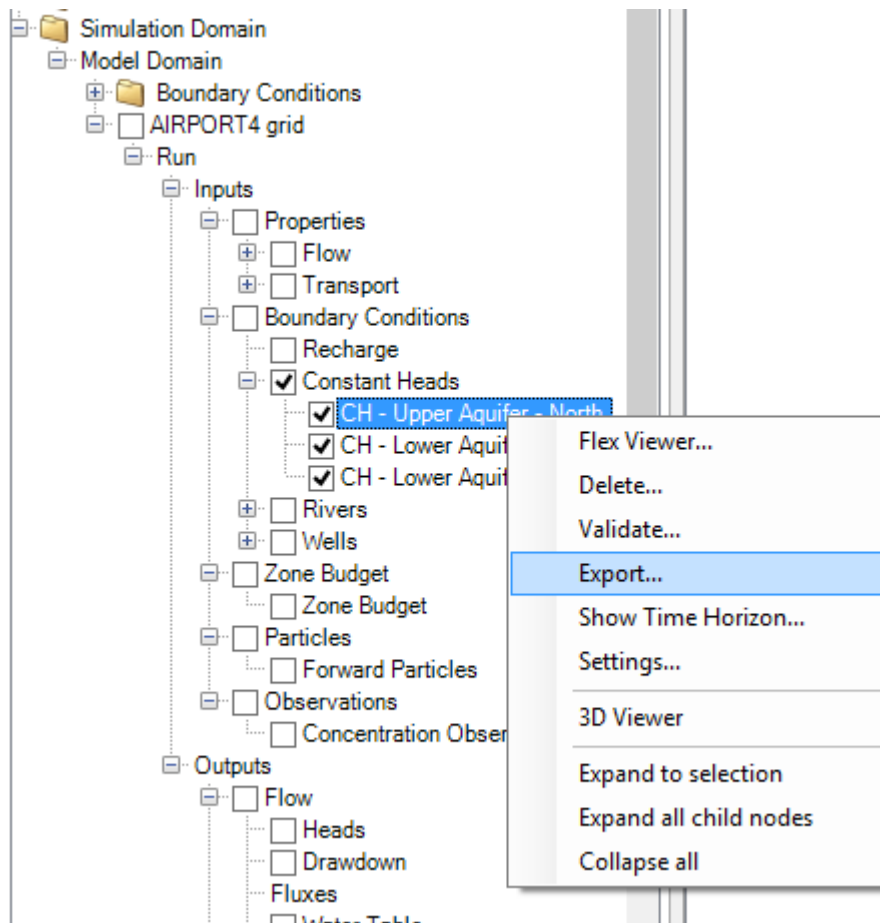 Simulation Domain
Model Domain
Boundary Conditions
AIRPORT4 grid
Run
Inputs
Properties
Flow
Transport
Boundary Conditions
Recharge
Constant Heads
CH - Upper Aquifer - North
CH - Lower Aquif
CH - Lower Aquif
Rivers
Wells
Zone Budget
Zone Budget
Particles
Forward Particles
Observations
Concentration Obser
Outputs
Flow
Heads
Drawdown
Fluxes
Water Table
Flex Viewer...
Delete...
Validate...
Export...
Show Time Horizon...
Settings...
3D Viewer
Expand to selection
Expand all child nodes
Collapse all